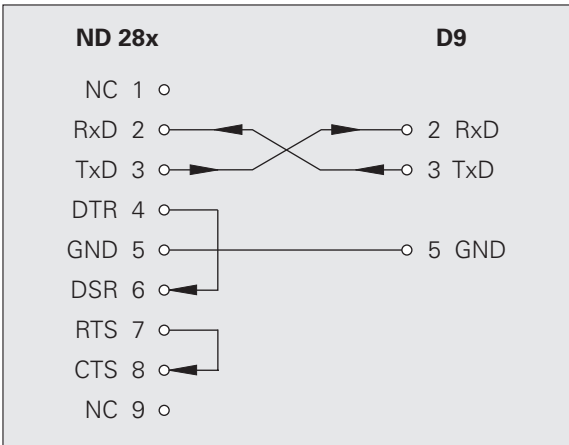 ND 28x D9
NC 1
RxD 2 2 RxD
TxD 3 3 TxD
DTR 4
GND 5 5 GND
DSR 6
RTS 7
CTS 8
NC 9